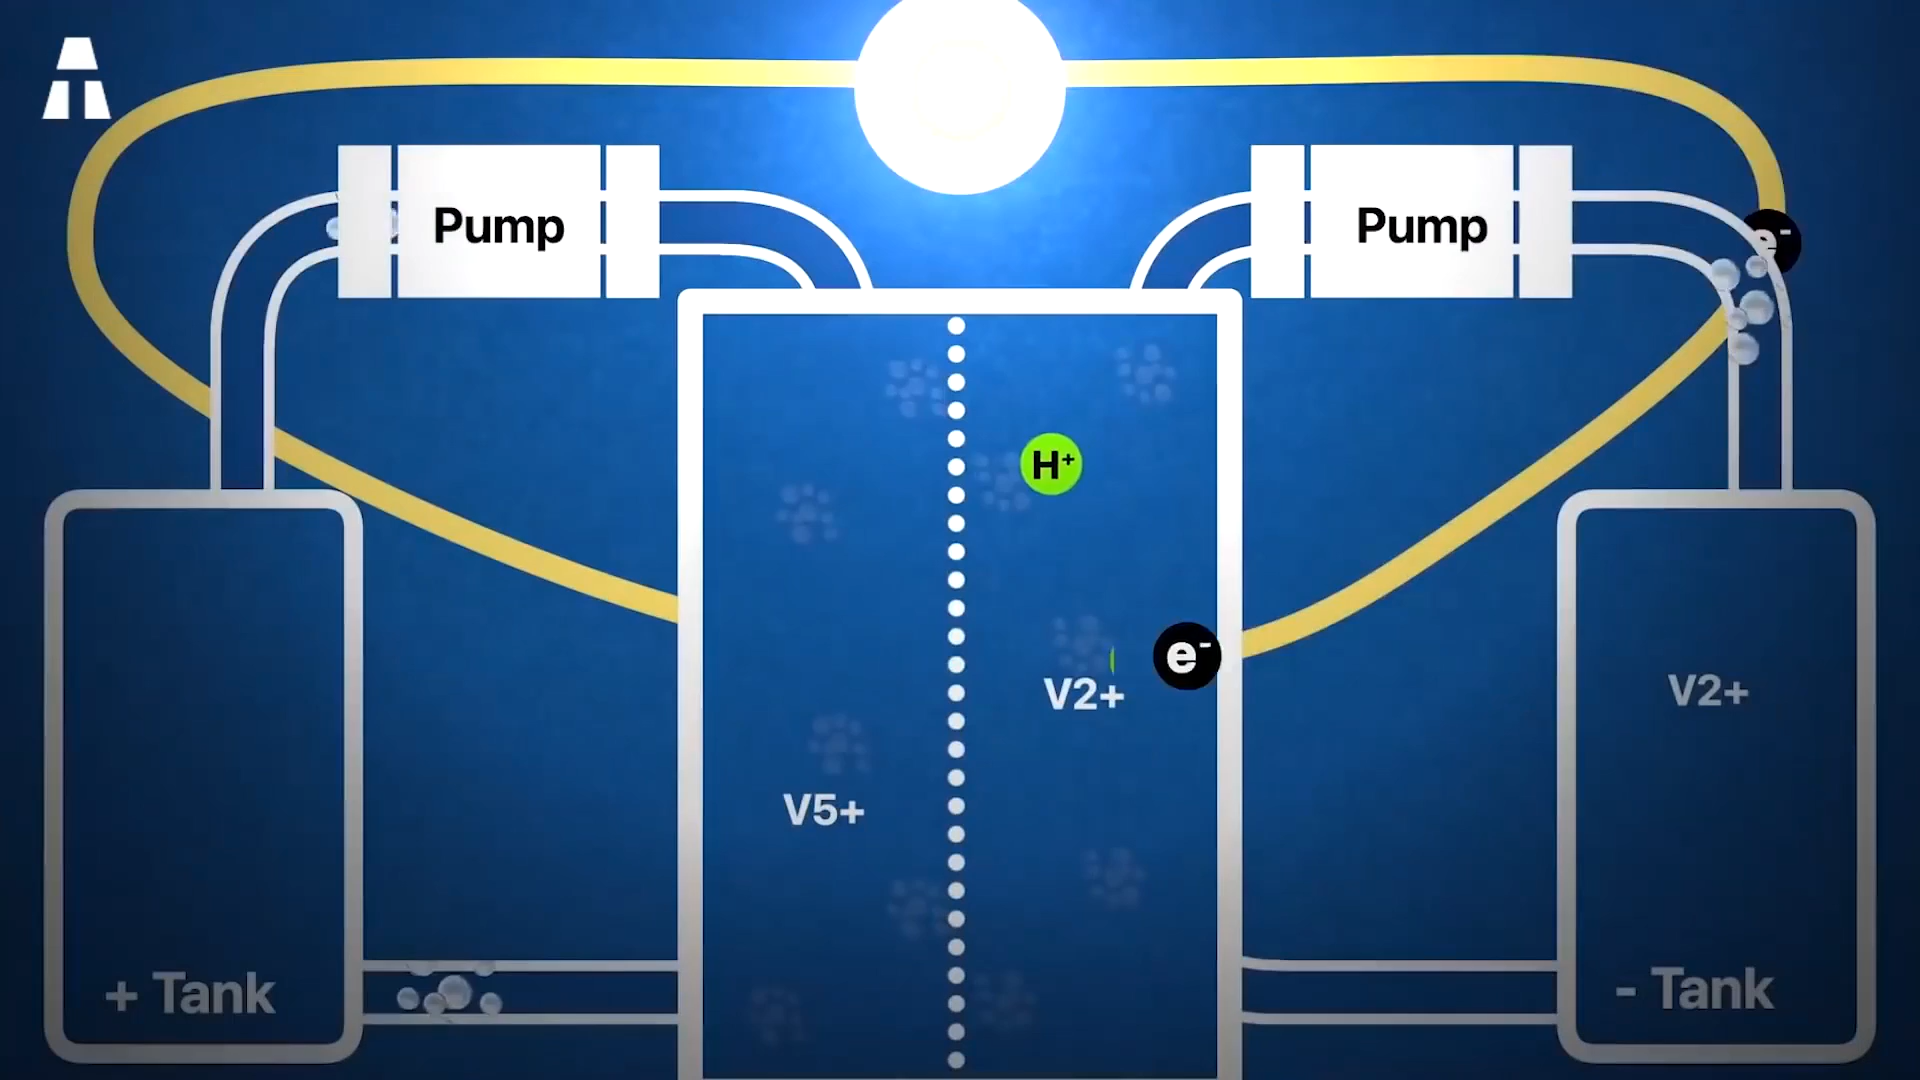 Pump
Pump
e-
H+
e-
V2+
V2+
V5+
+ Tank
- Tank